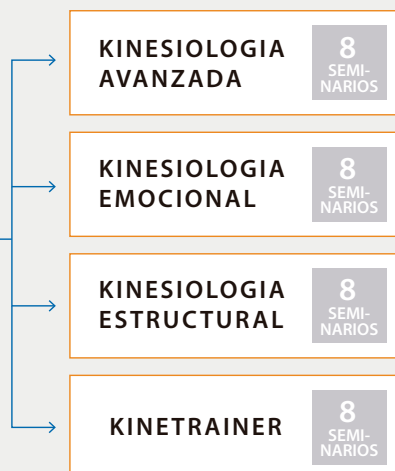 KINESIOLOGIA
AVANZADA
8
SEMI-
NARIOS
KINESIOLOGIA
EMOCIONAL
8
SEMI-
NARIOS
KINESIOLOGIA
ESTRUCTURAL
8
SEMI-
NARIOS
KINETRAINER
8
SEMI-
NARIOS